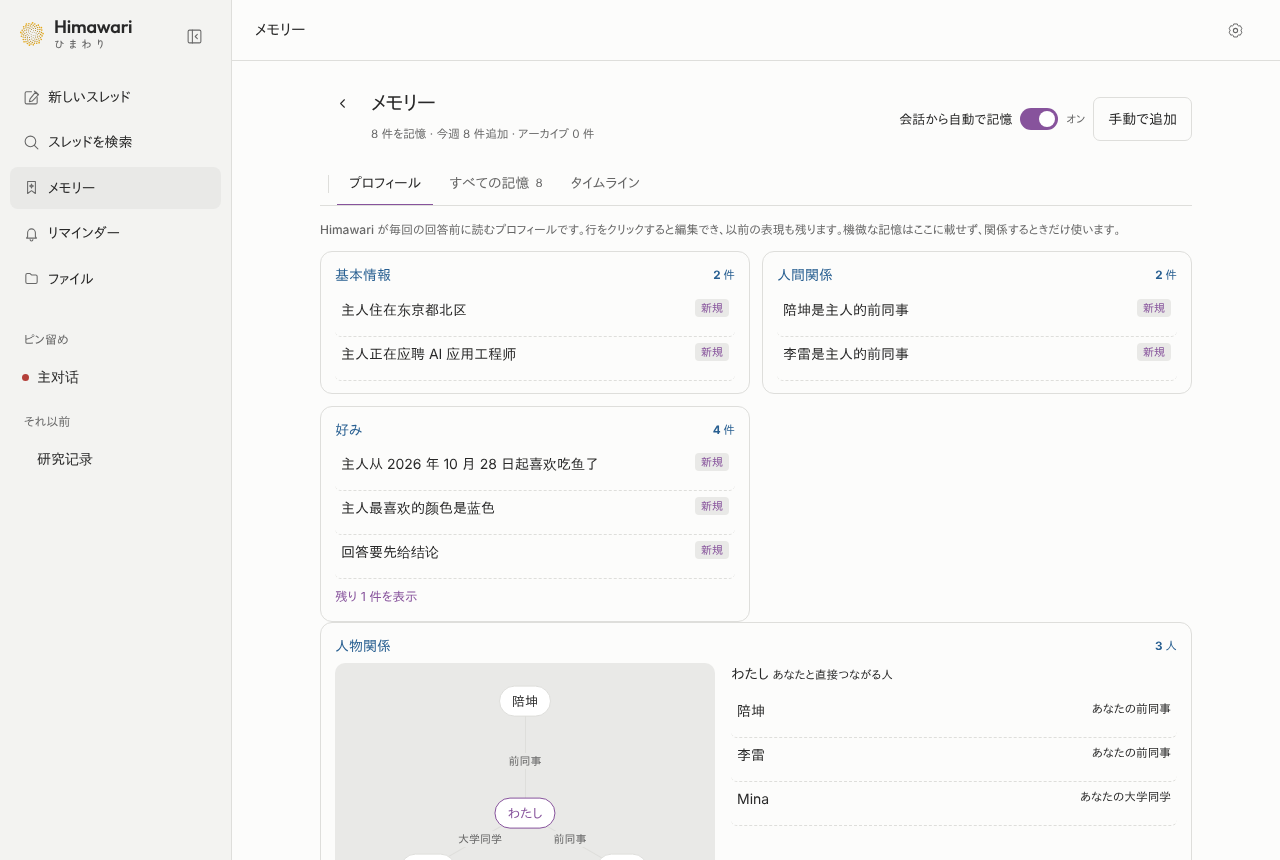 Himawari
ひまわり
新しいスレッド
スレッドを検索
メモリー
リマインダー
ファイル
ピン留め
主对话
それ以前
研究记录
メモリー
メモリー
8 件を記憶 · 今週 8 件追加 · アーカイブ 0 件
会話から自動で記憶 オン 手動で追加
プロフィール すべての記憶 8 タイムライン
Himawari が毎回の回答前に読むプロフィールです。行をクリックすると編集でき、以前の表現も残ります。機微な記憶はここに載せず、関係するときだけ使います。
基本情報 2 件
主人住在东京都北区 新規
主人正在应聘 AI 应用工程师 新規
人間関係 2 件
陪坤是主人的前同事 新規
李雷是主人的前同事 新規
好み 4 件
主人从 2026 年 10 月 28 日起喜欢吃鱼了 新規
主人最喜欢的颜色是蓝色 新規
回答要先给结论 新規
残り 1 件を表示
人物関係 3 人
陪坤
前同事
わたし
大学同学 前同事
わたし あなたと直接つながる人
陪坤 あなたの前同事
李雷 あなたの前同事
Mina あなたの大学同学